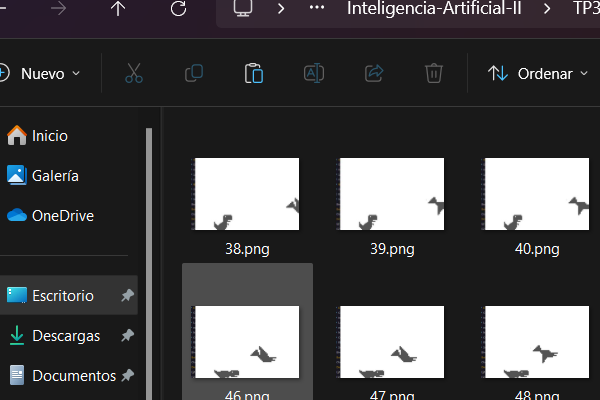 Inteligencia-Artificial-II > TP3
Nuevo
Ordenar
Inicio
Galería
OneDrive
Escritorio
Descargas
Documentos
38.png
39.png
40.png
46.png
47.png
48.png